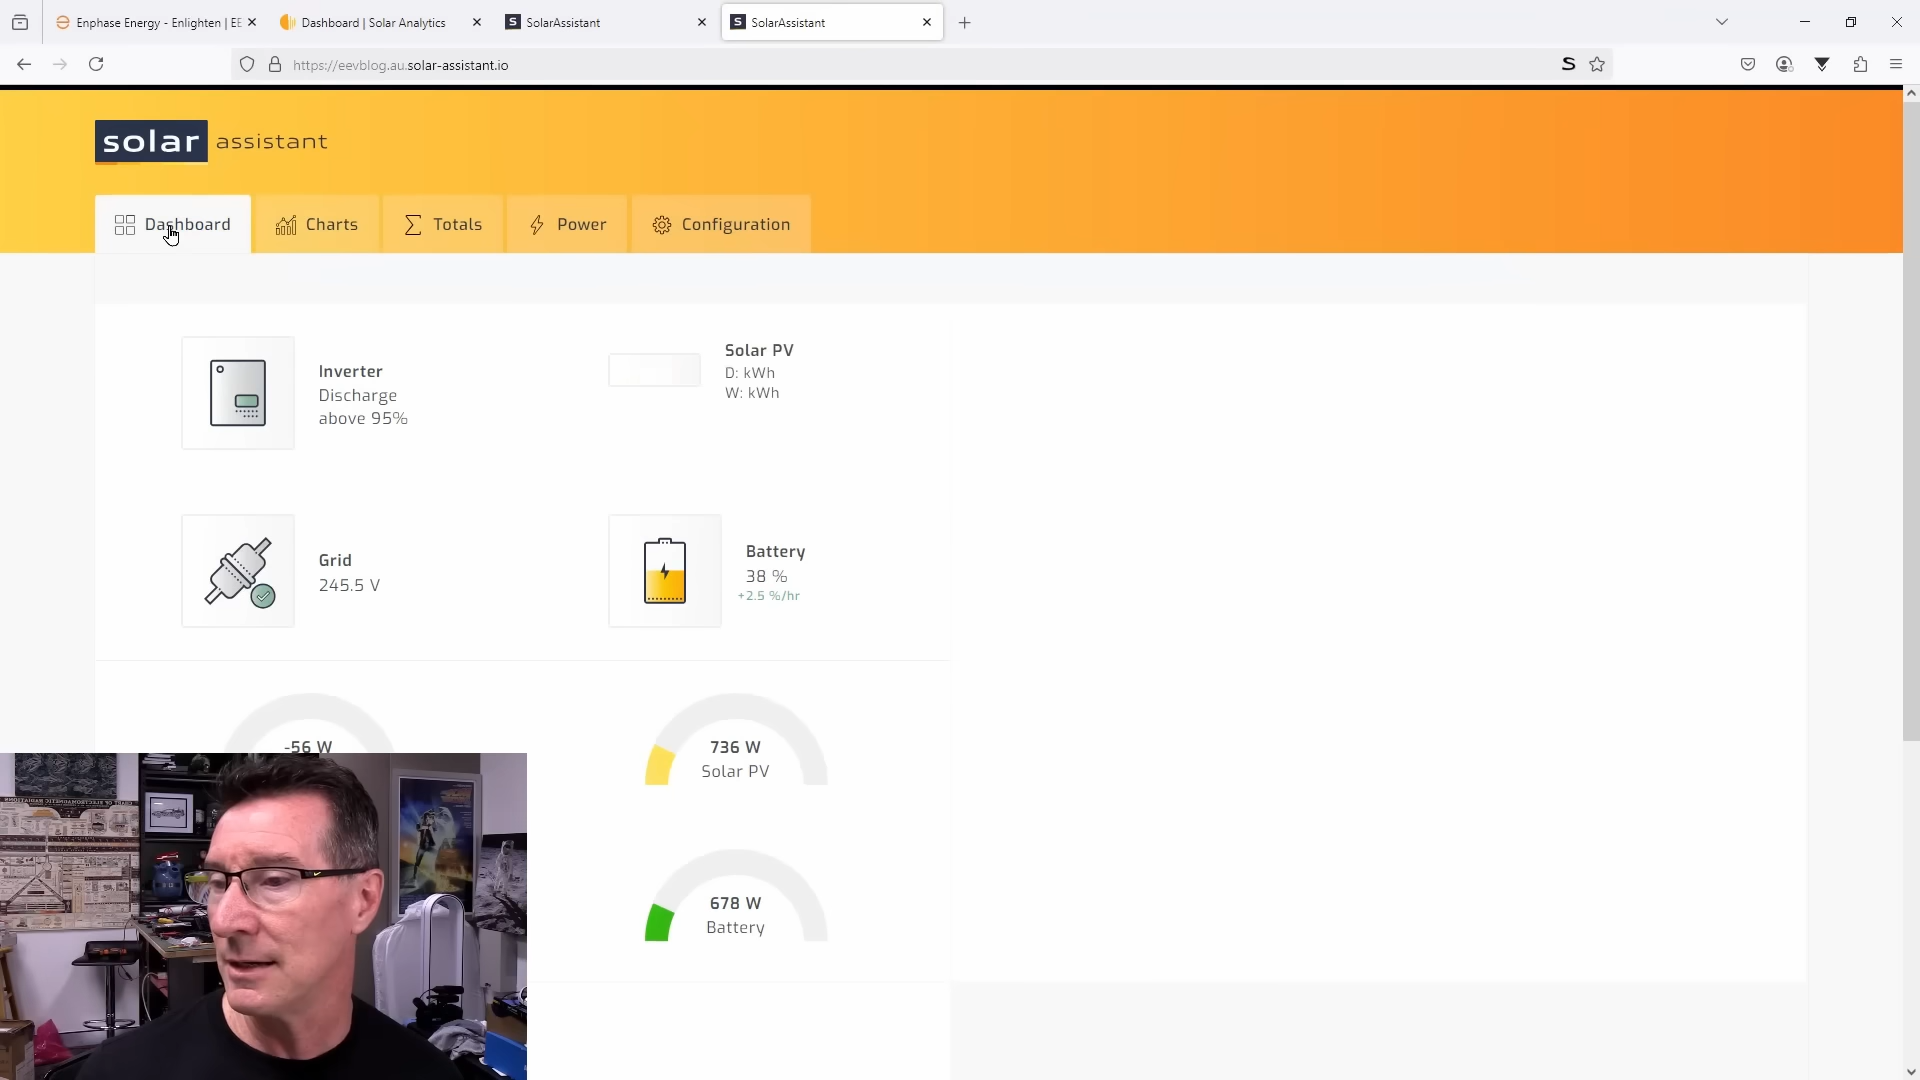 Enphase Energy - Enlighten | EE
Dashboard | Solar Analytics
SolarAssistant
SolarAssistant
https://eevblog.au.solar-assistant.io
solar assistant
Dashboard
Charts
Totals
Power
Configuration
Inverter
Discharge
above 95%
Solar PV
D: kWh
W: kWh
Grid
245.5 V
Battery
38 %
+2.5 %/hr
-56 W
736 W
Solar PV
678 W
Battery